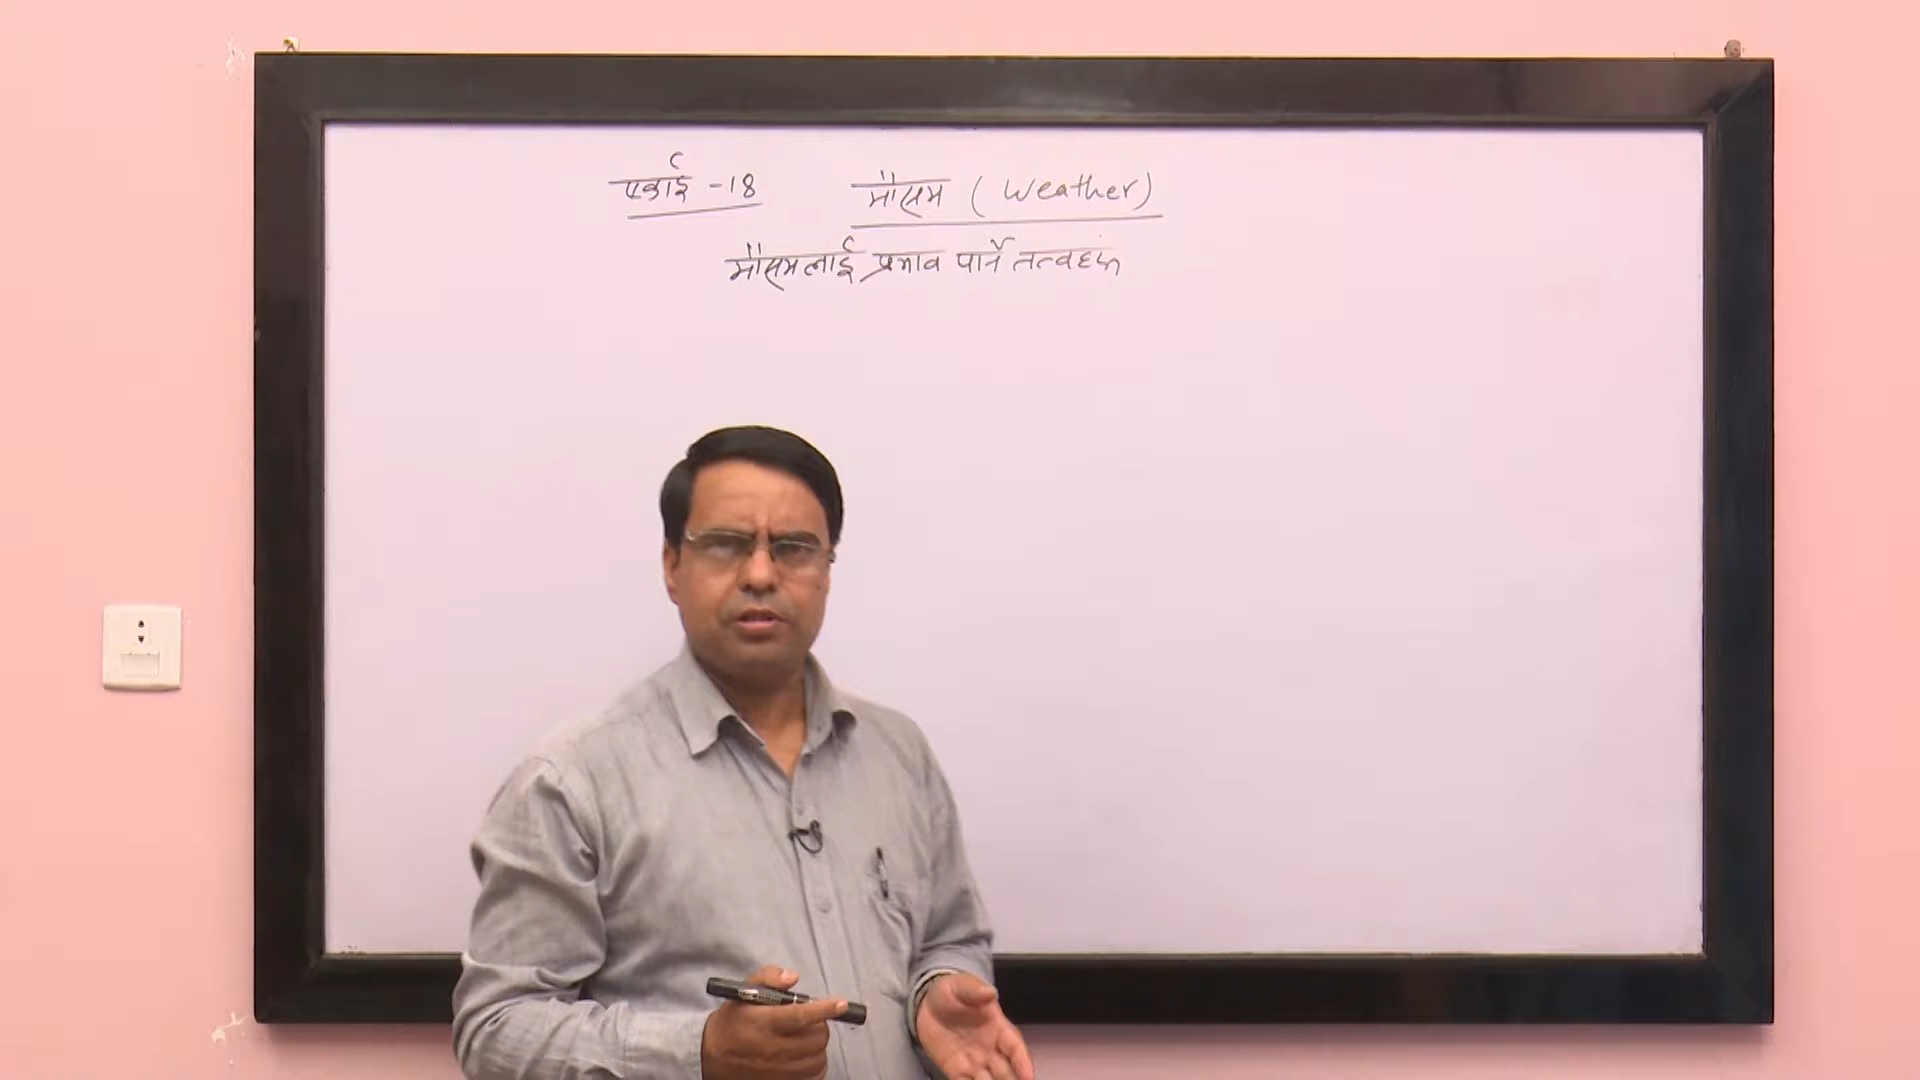 एकाई -18 मौसम (Weather)
मौसमलाई प्रभाव पार्ने तत्वहरू